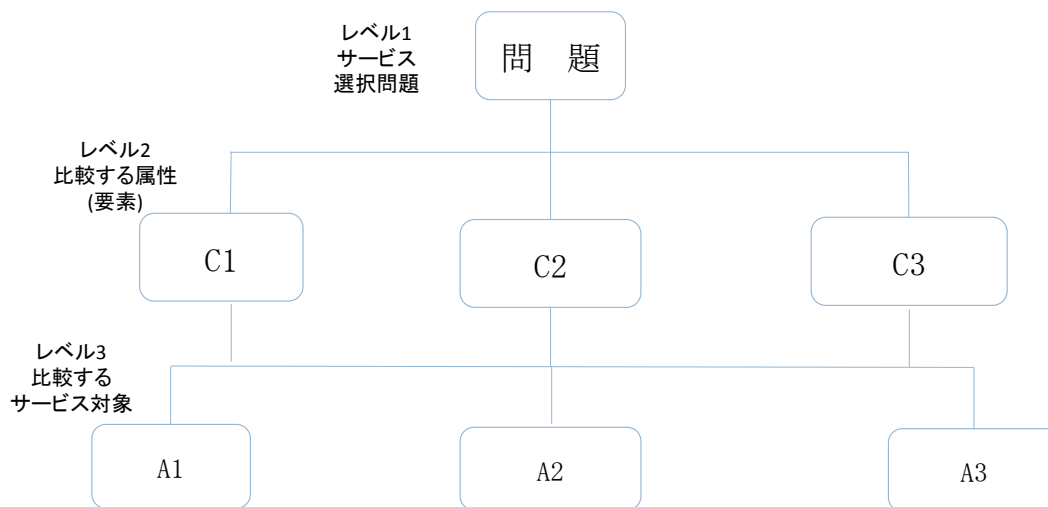 レベル1
サービス
選択問題
問　題
レベル2
比較する属性
(要素)
C1
C2
C3
レベル3
比較する
サービス対象
A1
A2
A3